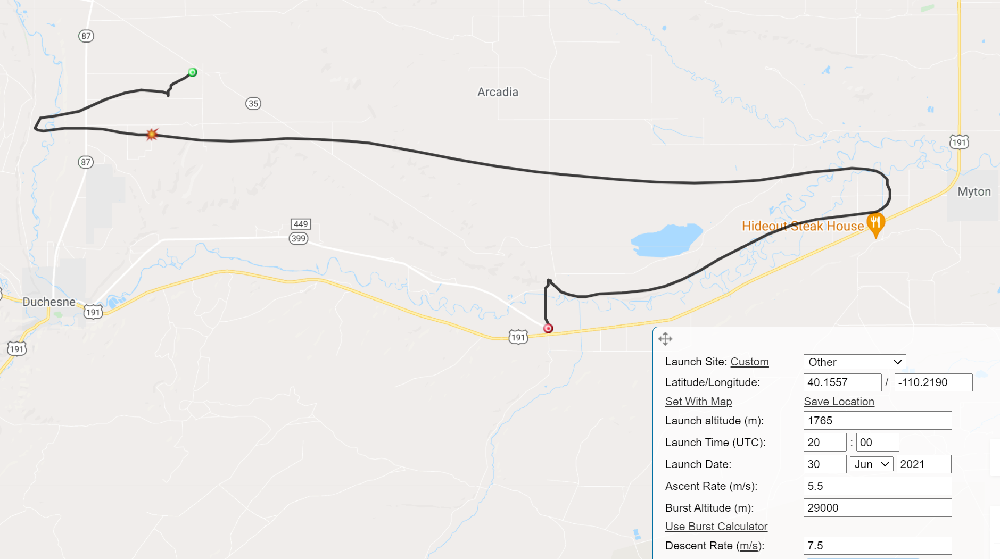 87
191
35
Arcadia
191
87
Myton
449
399
Hideout Steak House
Duchesne
191
191
191
Launch Site: Custom Other
Latitude/Longitude: 40.1557 / -110.2190
Set With Map Save Location
Launch altitude (m): 1765
Launch Time (UTC): 20 : 00
Launch Date: 30 Jun 2021
Ascent Rate (m/s): 5.5
Burst Altitude (m): 29000
Use Burst Calculator
Descent Rate (m/s): 7.5